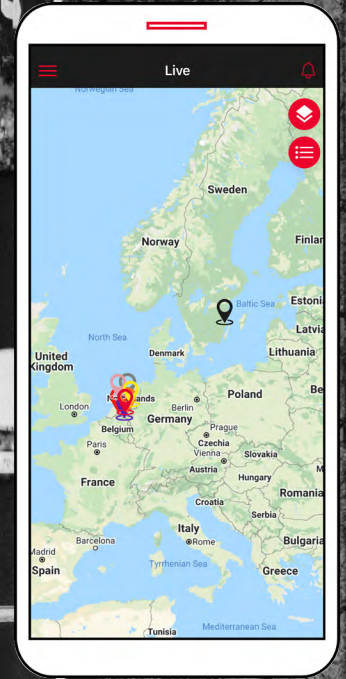 Live
Norwegian Sea
Sweden
Norway
Finlan
Baltic Sea
Estoni
Latvia
North Sea
Denmark
Lithuania
United
Kingdom
Netherlands
London
Berlin
Poland
Be
Belgium
Germany
Prague
Paris
Czechia
Vienna
Slovakia
Austria
France
Hungary
M
Romania
Croatia
Serbia
Italy
Barcelona
Rome
Bulgaria
Madrid
Tyrrhenian Sea
Spain
Greece
Mediterranean Sea
Tunisia